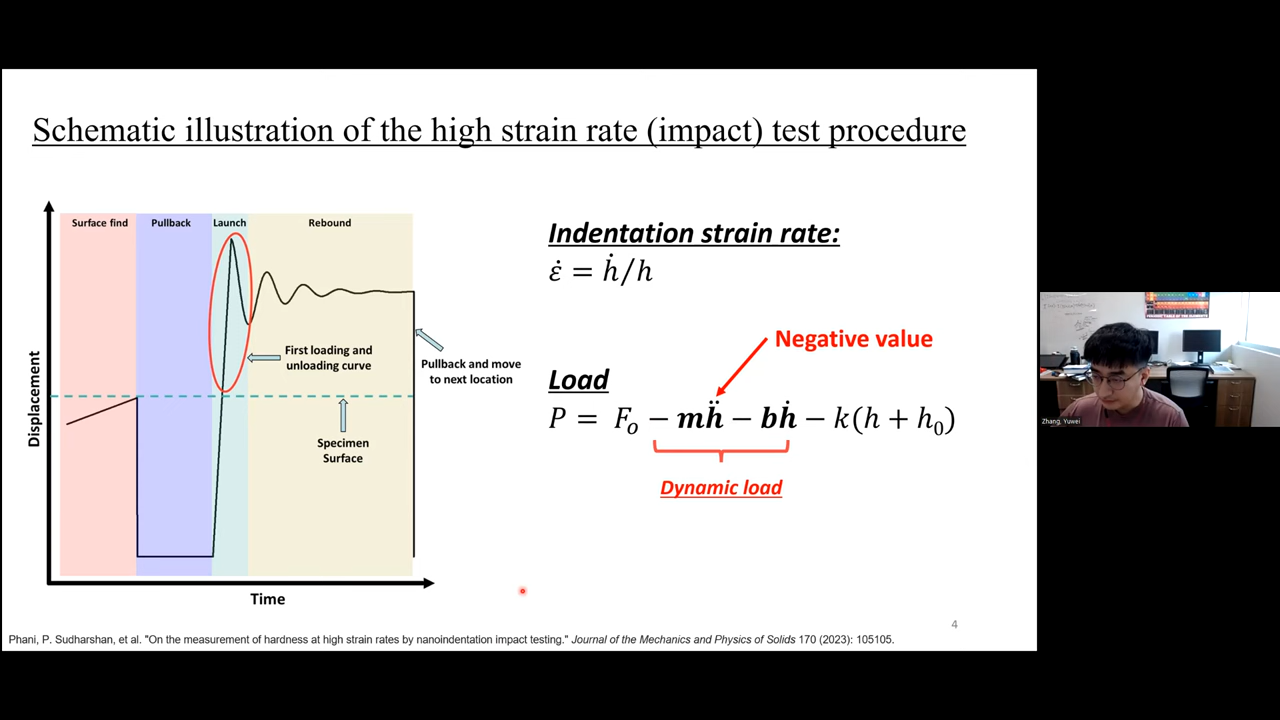 Schematic illustration of the high strain rate (impact) test procedure
Surface find
Pullback
Launch
Rebound
First loading and
unloading curve
Pullback and move
to next location
Specimen
Surface
Displacement
Time
Indentation strain rate:
ε̇ = ḣ/h
Negative value
Load
P = Fₒ − mḧ − bḣ − k(h + h₀)
Dynamic load
4
Phani, P. Sudharshan, et al. "On the measurement of hardness at high strain rates by nanoindentation impact testing." Journal of the Mechanics and Physics of Solids 170 (2023): 105105.
Zhang, Yuwei